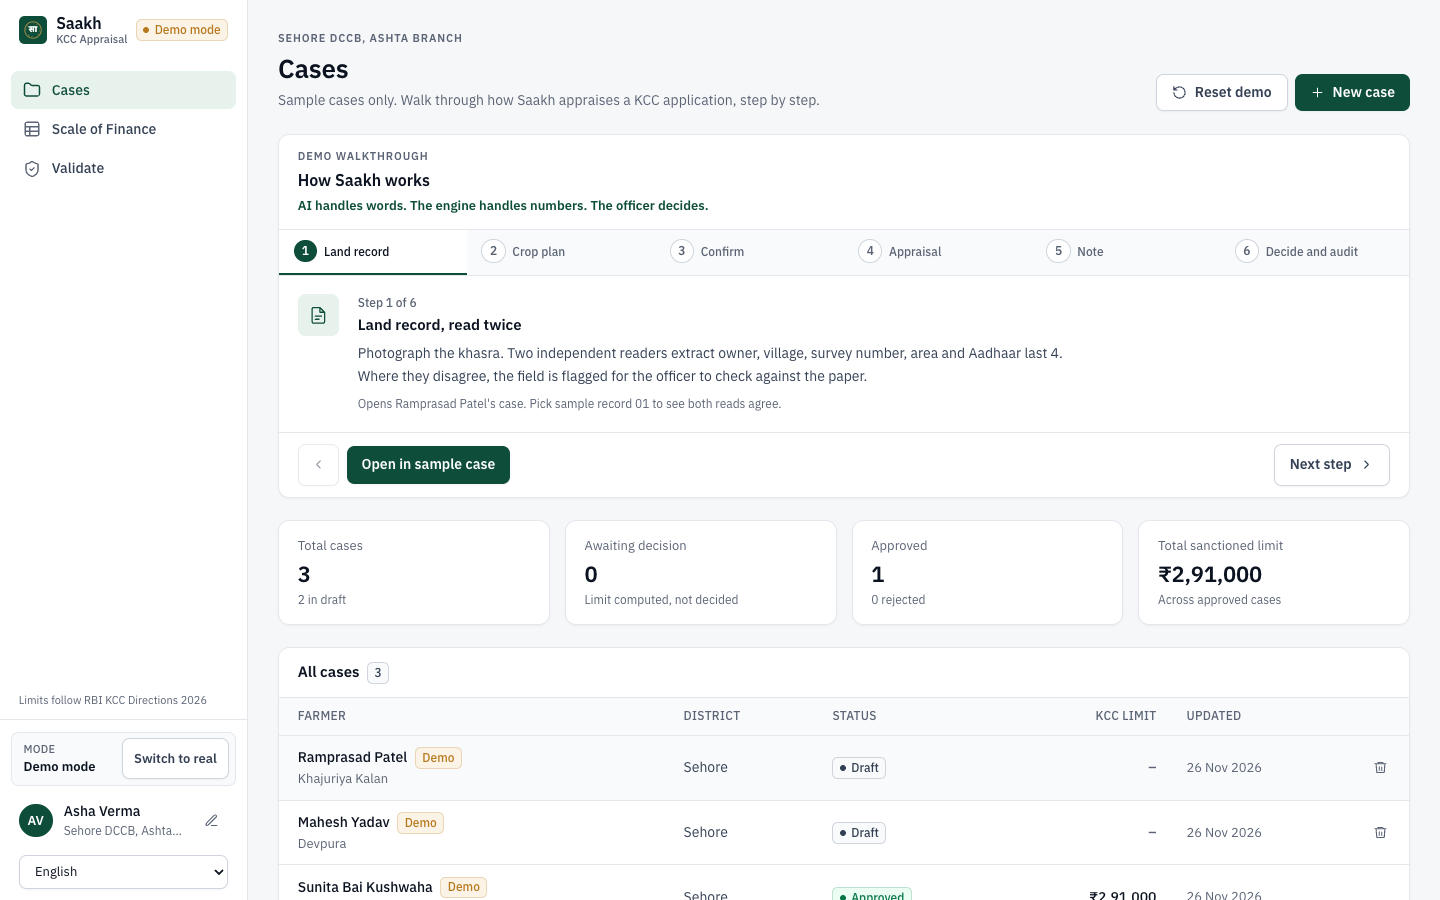 सा
Saakh
KCC Appraisal
Demo mode
Cases
Scale of Finance
Validate
Limits follow RBI KCC Directions 2026
MODE
Demo mode
Switch to real
AV
Asha Verma
Sehore DCCB, Ashta...
English
SEHORE DCCB, ASHTA BRANCH
Cases
Sample cases only. Walk through how Saakh appraises a KCC application, step by step.
Reset demo
New case
DEMO WALKTHROUGH
How Saakh works
AI handles words. The engine handles numbers. The officer decides.
1 Land record
2 Crop plan
3 Confirm
4 Appraisal
5 Note
6 Decide and audit
Step 1 of 6
Land record, read twice
Photograph the khasra. Two independent readers extract owner, village, survey number, area and Aadhaar last 4.
Where they disagree, the field is flagged for the officer to check against the paper.
Opens Ramprasad Patel's case. Pick sample record 01 to see both reads agree.
Open in sample case
Next step
Total cases
3
2 in draft
Awaiting decision
0
Limit computed, not decided
Approved
1
0 rejected
Total sanctioned limit
₹2,91,000
Across approved cases
All cases 3
FARMER DISTRICT STATUS KCC LIMIT UPDATED
Ramprasad Patel Demo
Khajuriya Kalan
Sehore
Draft
–
26 Nov 2026
Mahesh Yadav Demo
Devpura
Sehore
Draft
–
26 Nov 2026
Sunita Bai Kushwaha Demo
Sehore
Approved
₹2,91,000
26 Nov 2026